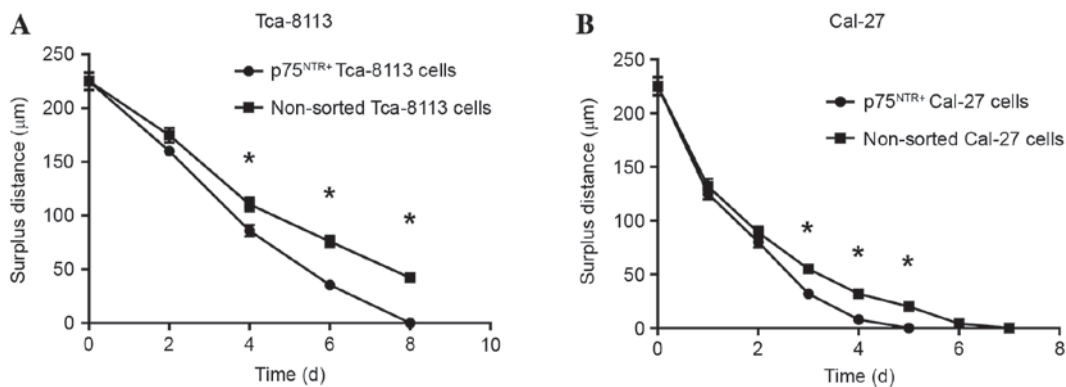 A
Tca-8113
250
200
150
100
50
0
Surplus distance (μm)
p75NTR+ Tca-8113 cells
Non-sorted Tca-8113 cells
*
*
*
0 2 4 6 8 10
Time (d)
B
Cal-27
250
200
150
100
50
0
Surplus distance (μm)
p75NTR+ Cal-27 cells
Non-sorted Cal-27 cells
*
*
*
0 2 4 6 8
Time (d)